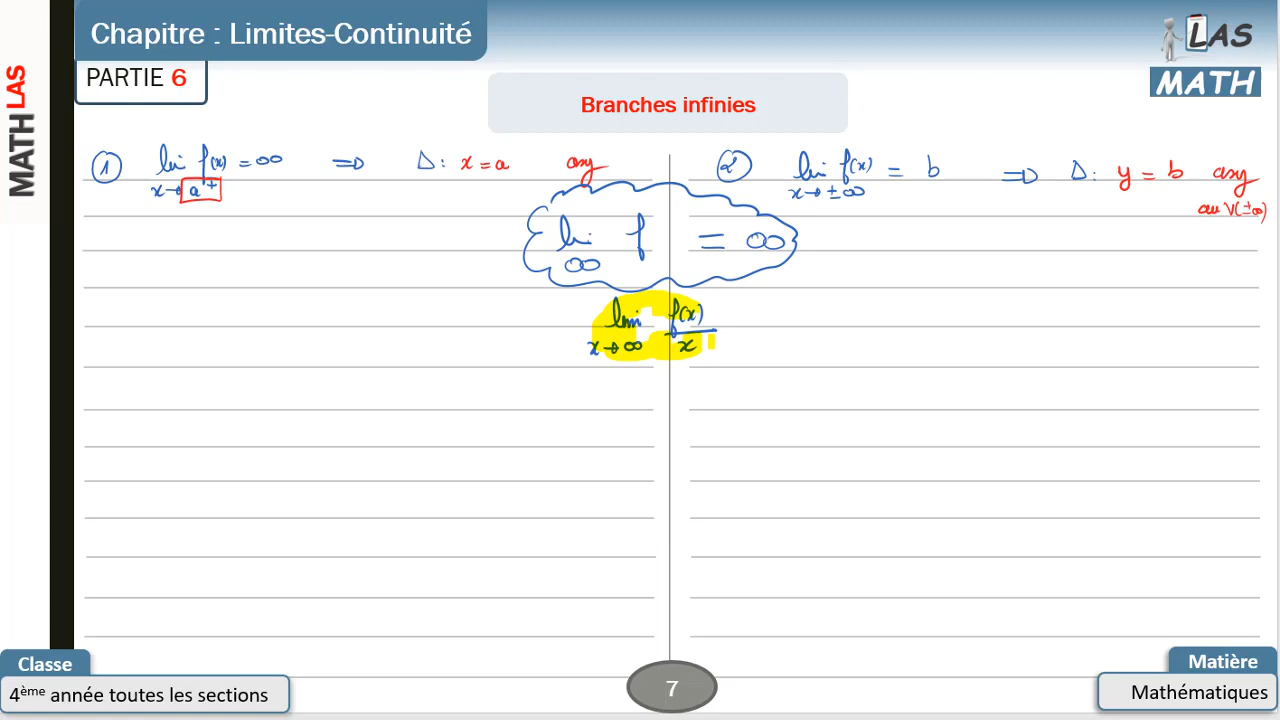 Chapitre : Limites-Continuité
LAS
MATH
MATH LAS
PARTIE 6
Branches infinies
① lim f(x) = ∞ ⇒ Δ: x = a asy
x→ a⁺
② lim f(x) = b ⇒ Δ: y = b asy
x→ ±∞ au V(±∞)
lim f = ∞
∞
lim f(x)
x→∞ x
Classe
4ème année toutes les sections
7
Matière
Mathématiques